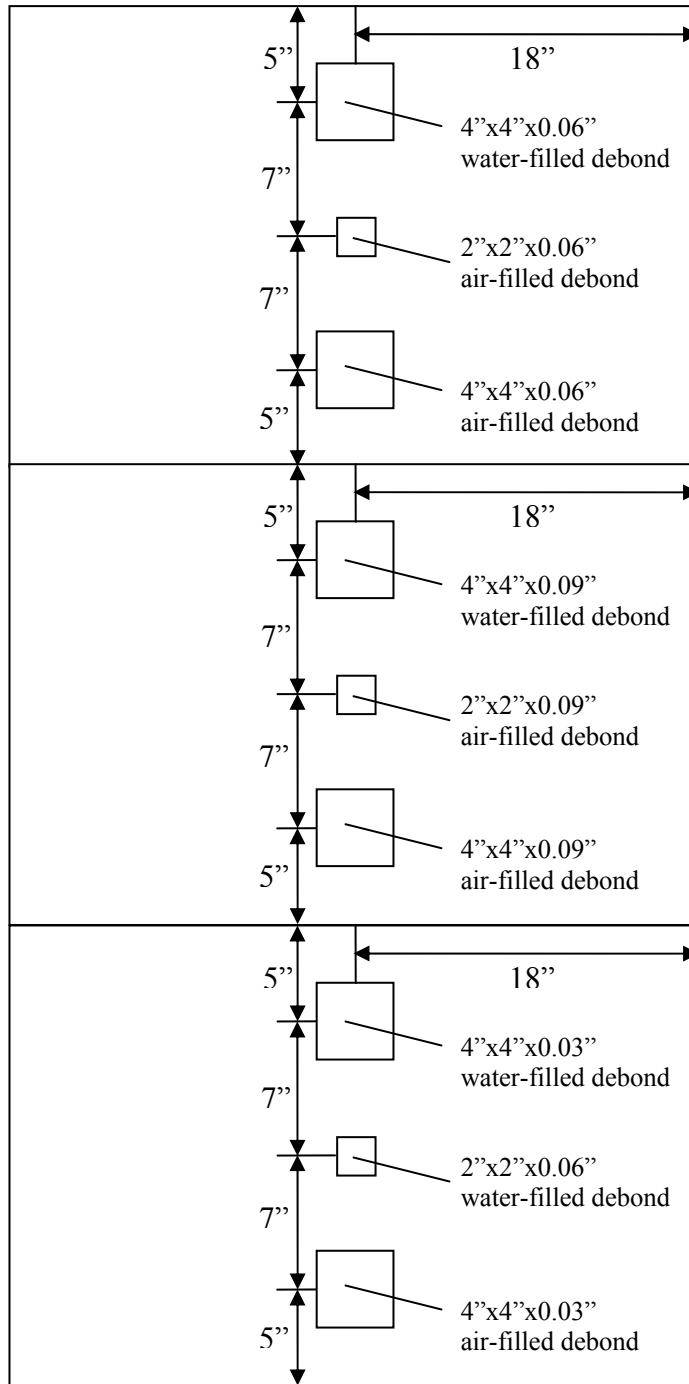 5”
18”
4”x4”x0.06”
water-filled debond
7”
2”x2”x0.06”
air-filled debond
7”
4”x4”x0.06”
air-filled debond
5”
5”
18”
4”x4”x0.09”
water-filled debond
7”
2”x2”x0.09”
air-filled debond
7”
4”x4”x0.09”
air-filled debond
5”
5”
18”
4”x4”x0.03”
water-filled debond
7”
2”x2”x0.06”
water-filled debond
7”
4”x4”x0.03”
air-filled debond
5”